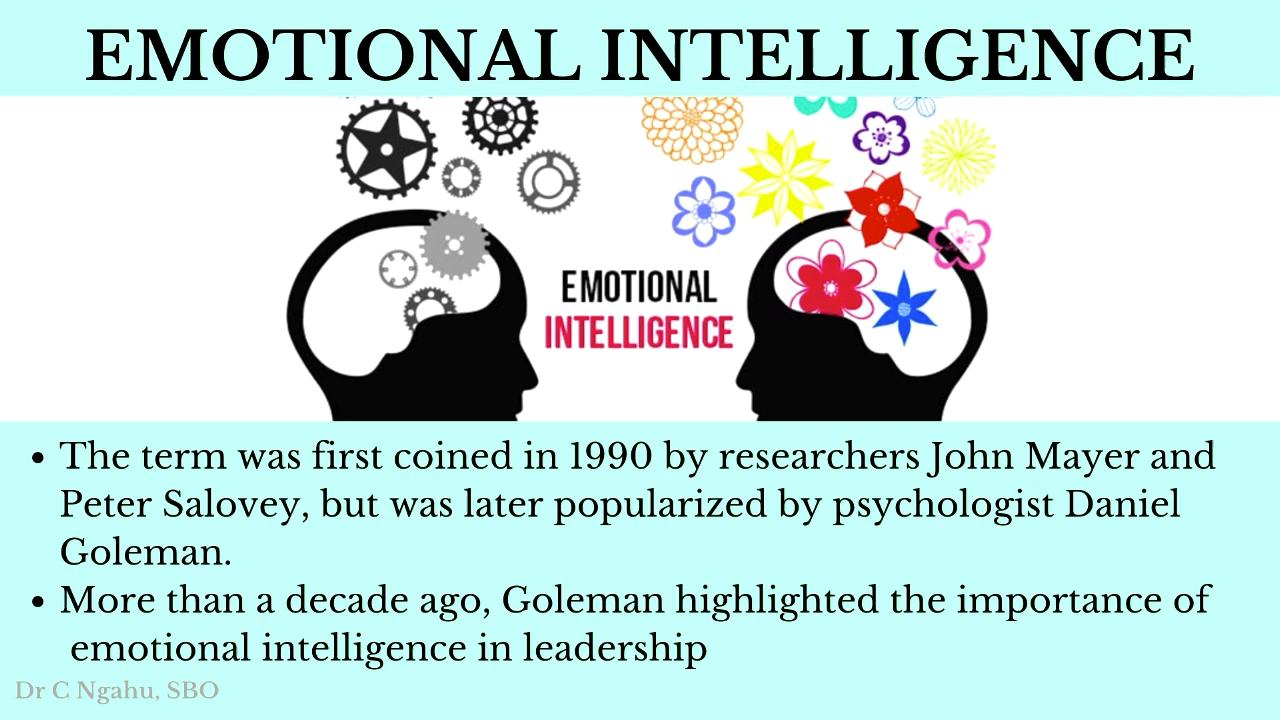 EMOTIONAL INTELLIGENCE
EMOTIONAL
INTELLIGENCE
• The term was first coined in 1990 by researchers John Mayer and
Peter Salovey, but was later popularized by psychologist Daniel
Goleman.
• More than a decade ago, Goleman highlighted the importance of
emotional intelligence in leadership
Dr C Ngahu, SBO